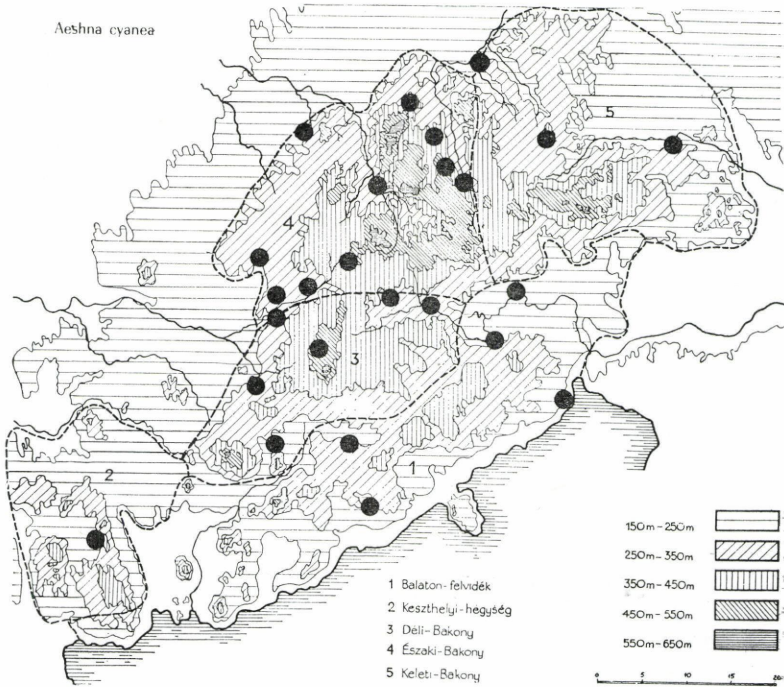 Aeshna cyanea
5
4
3
2
1
1 Balaton-felvidék
2 Keszthelyi-hegység
3 Déli-Bakony
4 Északi-Bakony
5 Keleti-Bakony
150m-250m
250m-350m
350m-450m
450m-550m
550m-650m
0 5 10 15 20